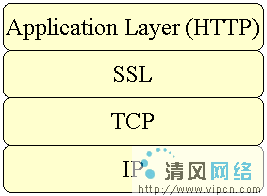 Application Layer (HTTP)
SSL
TCP
IP
清风网络
http://www.vipcn.com